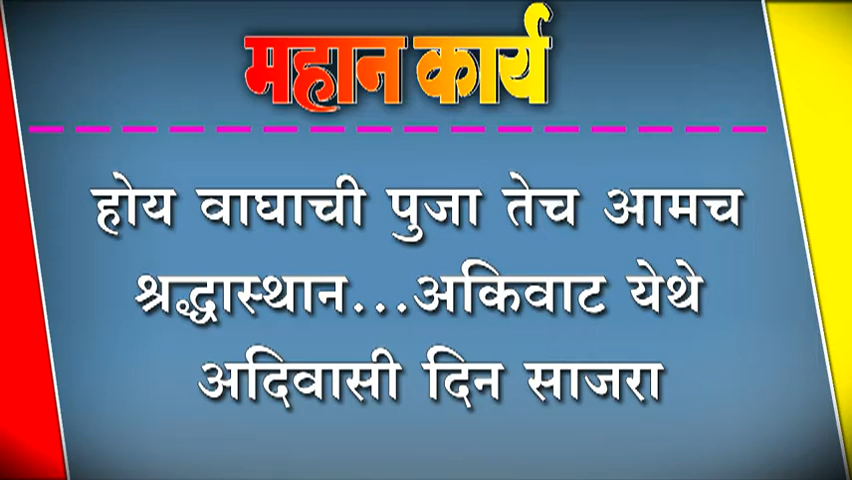 महान कार्य
होय वाघाची पुजा तेच आमच
श्रद्धास्थान...अकिवाट येथे
अदिवासी दिन साजरा